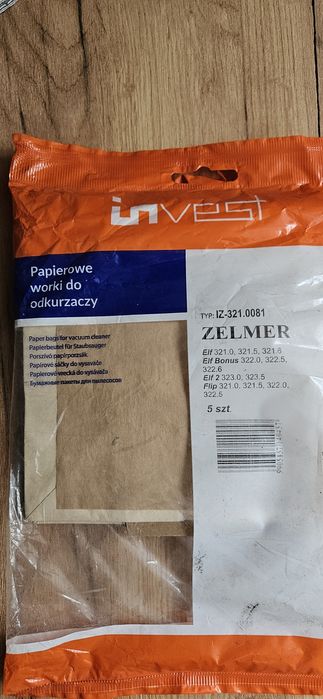 invest
Papierowe
worki do
odkurzaczy
Paper bags for vacuum cleaner
Papierbeutel für Staubsauger
Porszívó papírporzsák
Papírové sáčky do vysavače
Papierové vrecká do vysávača
Бумажные пакеты для пылесосов
TYP: IZ-321.0081
ZELMER
Elf 321.0, 321.5, 321.6
Elf Bonus 322.0, 322.5,
322.6
Elf 2 323.0, 323.5
Flip 321.0, 321.5, 322.0,
322.5
5 szt